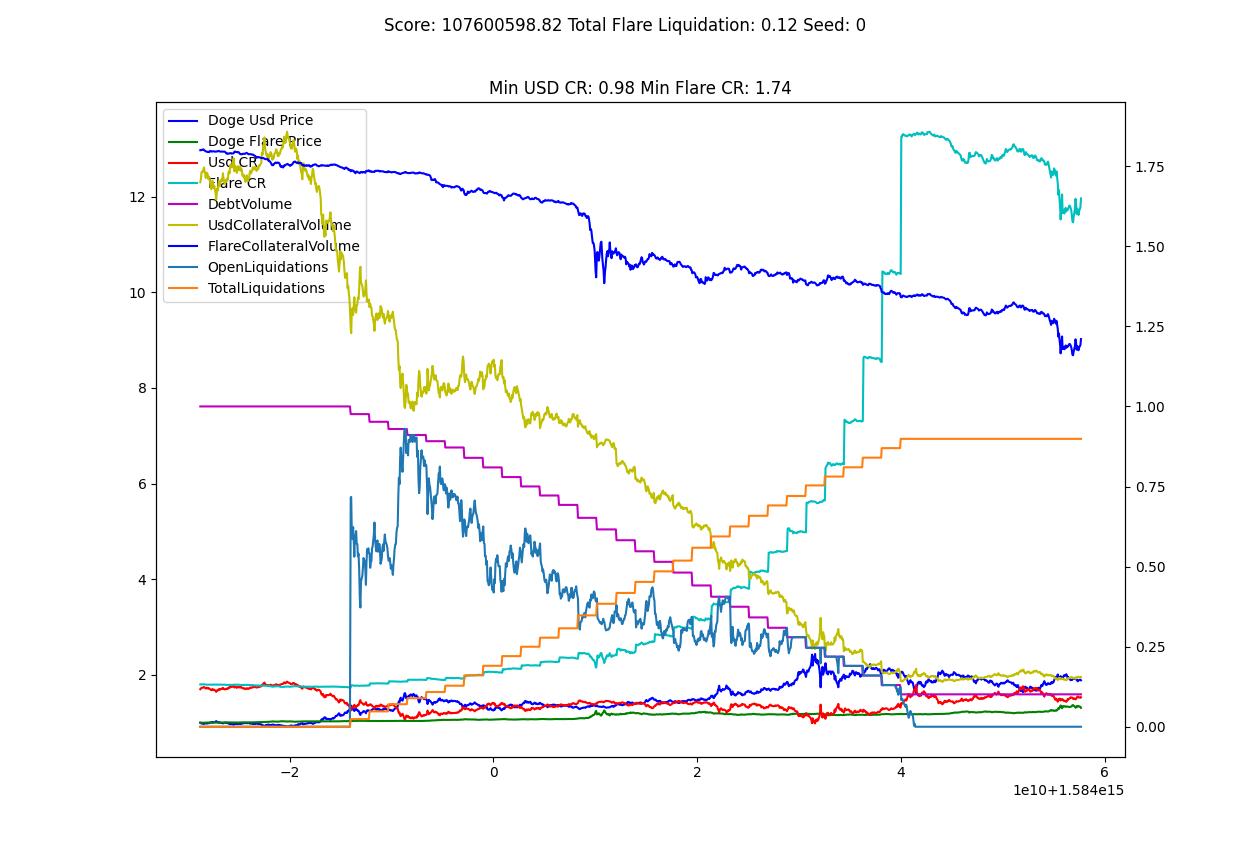 Score: 107600598.82 Total Flare Liquidation: 0.12 Seed: 0
Min USD CR: 0.98 Min Flare CR: 1.74
Doge Usd Price
Doge Flare Price
Usd CR
Flare CR
DebtVolume
UsdCollateralVolume
FlareCollateralVolume
OpenLiquidations
TotalLiquidations
12
10
8
6
4
2
1.75
1.50
1.25
1.00
0.75
0.50
0.25
0.00
−2
0
2
4
6
1e10+1.584e15